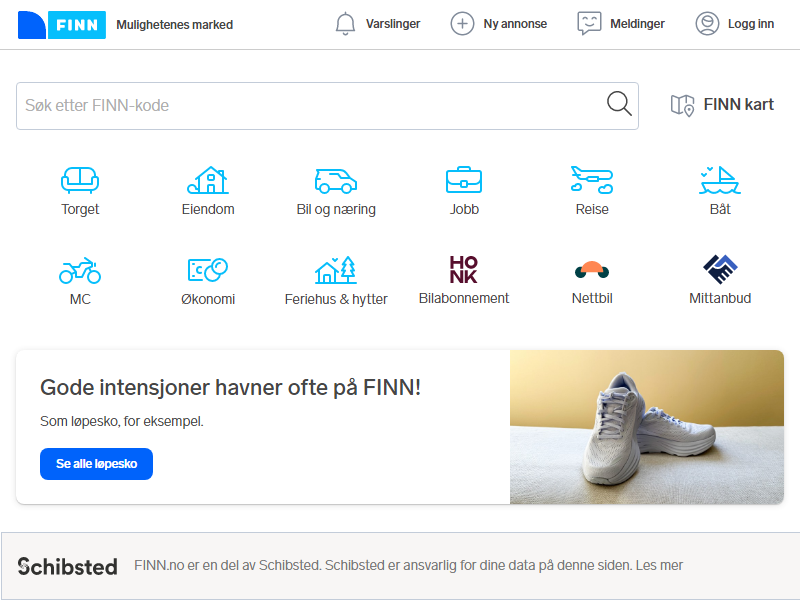 FINN Mulighetenes marked Varslinger Ny annonse Meldinger Logg inn
Søk etter FINN-kode FINN kart
Torget Eiendom Bil og næring Jobb Reise Båt
HO
NK
MC Økonomi Feriehus & hytter Bilabonnement Nettbil Mittanbud
Gode intensjoner havner ofte på FINN!
Som løpesko, for eksempel.
Se alle løpesko
Schibsted FINN.no er en del av Schibsted. Schibsted er ansvarlig for dine data på denne siden. Les mer